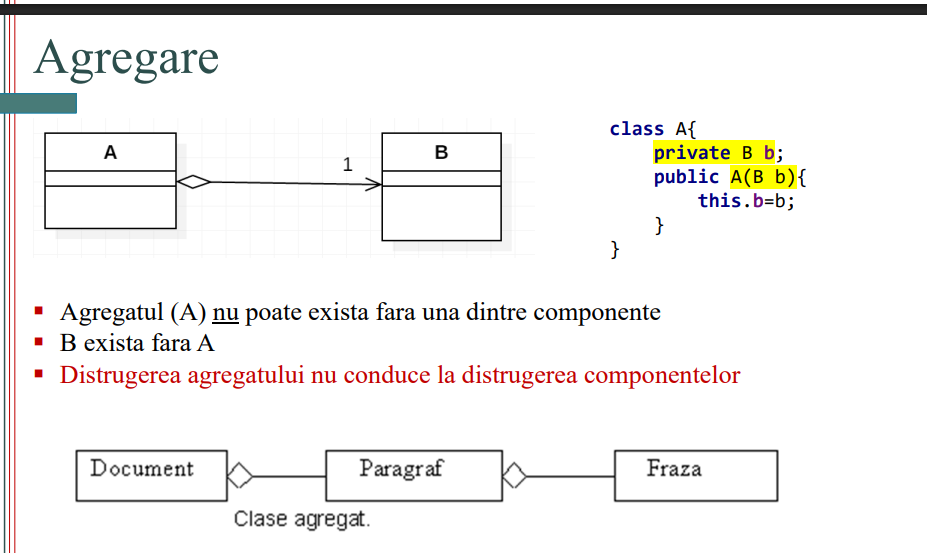 Agregare
A
1
B
class A{
private B b;
public A(B b){
this.b=b;
}
}
Agregatul (A) nu poate exista fara una dintre componente
B exista fara A
Distrugerea agregatului nu conduce la distrugerea componentelor
Document
Paragraf
Fraza
Clase agregat.